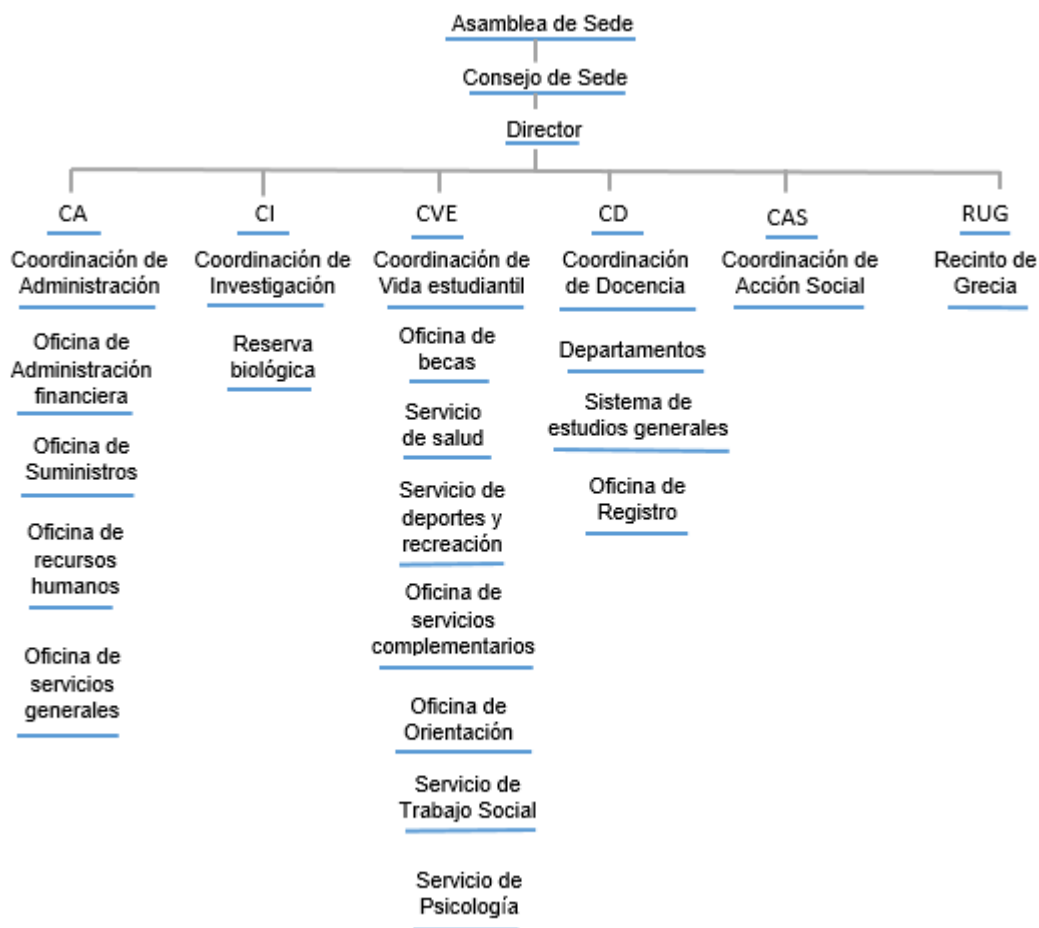 Asamblea de Sede
Consejo de Sede
Director
CA
Coordinación de
Administración
Oficina de
Administración
financiera
Oficina de
Suministros
Oficina de
recursos
humanos
Oficina de
servicios
generales
CI
Coordinación de
Investigación
Reserva
biológica
CVE
Coordinación de
Vida estudiantil
Oficina de
becas
Servicio
de salud
Servicio de
deportes y
recreación
Oficina de
servicios
complementarios
Oficina de
Orientación
Servicio de
Trabajo Social
Servicio de
Psicología
CD
Coordinación
de Docencia
Departamentos
Sistema de
estudios generales
Oficina de
Registro
CAS
Coordinación de
Acción Social
RUG
Recinto de
Grecia